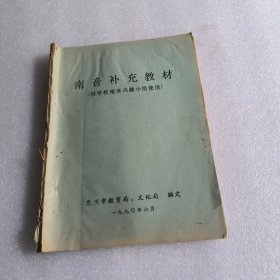 南音补充教材
(供学校南音兴趣小组使用)
泉州市教育局、文化局 编定
一九九〇年六月